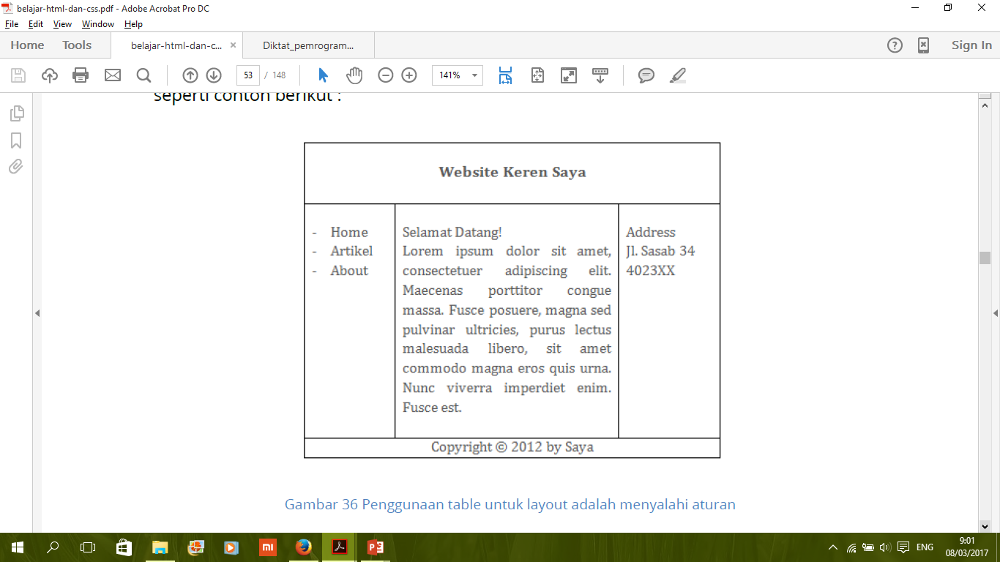 belajar-html-dan-css.pdf - Adobe Acrobat Pro DC
File Edit View Window Help
Home Tools belajar-html-dan-c... × Diktat_pemrogram... Sign In
53 / 148 141%
seperti contoh berikut :
Website Keren Saya
- Home
- Artikel
- About
Selamat Datang!
Lorem ipsum dolor sit amet,
consectetuer adipiscing elit.
Maecenas porttitor congue
massa. Fusce posuere, magna sed
pulvinar ultricies, purus lectus
malesuada libero, sit amet
commodo magna eros quis urna.
Nunc viverra imperdiet enim.
Fusce est.
Address
Jl. Sasab 34
4023XX
Copyright © 2012 by Saya
Gambar 36 Penggunaan table untuk layout adalah menyalahi aturan
ENG
9:01
08/03/2017